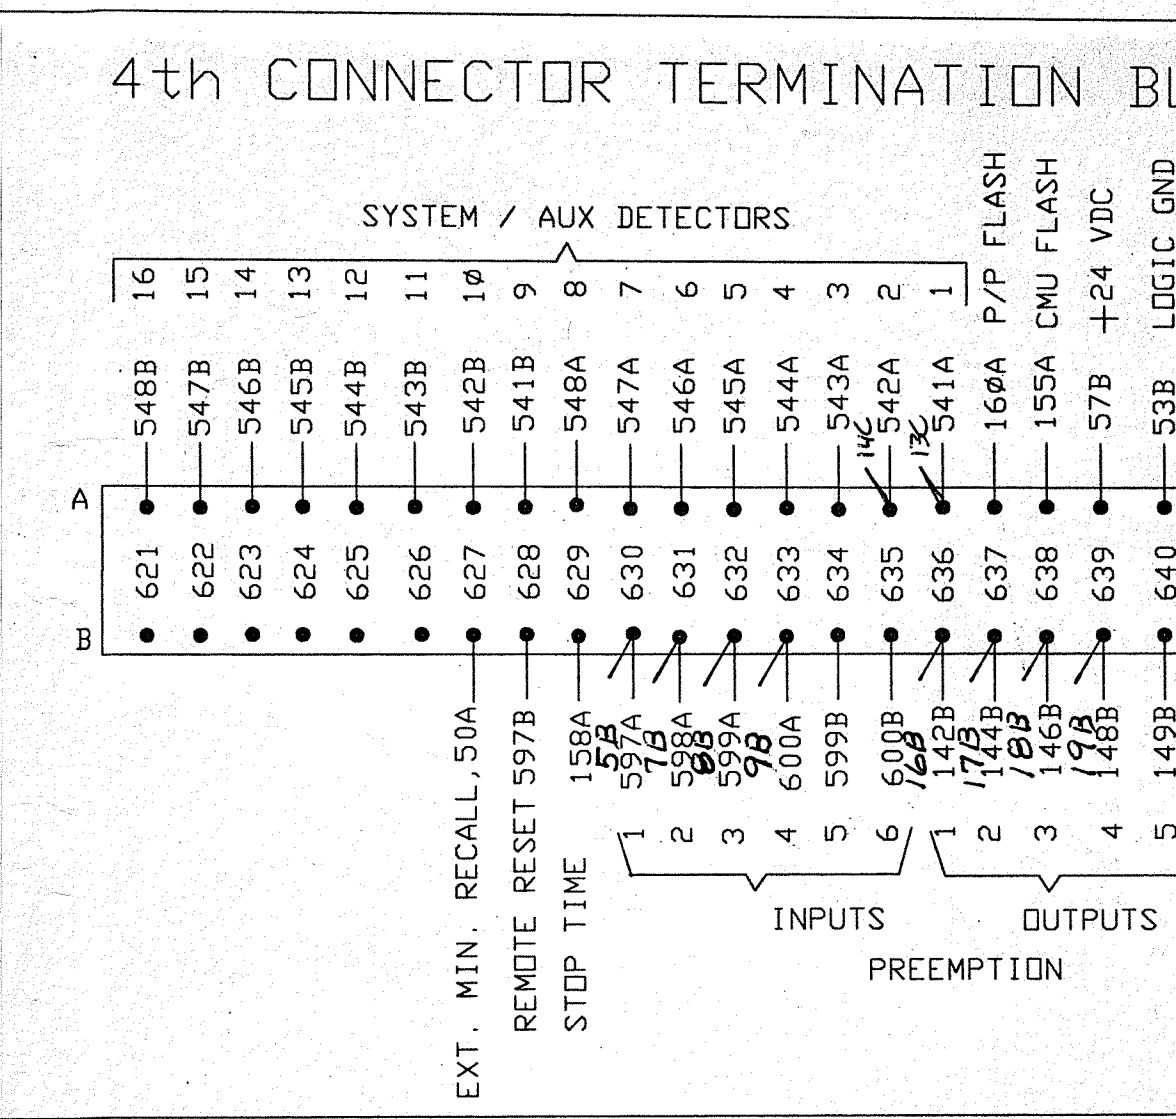 4th CONNECTOR TERMINATION BL
SYSTEM / AUX DETECTORS
16 15 14 13 12 11 1ø 9 8 7 6 5 4 3 2 1 P/P FLASH CMU FLASH +24 VDC LOGIC GND
548B 547B 546B 545B 544B 543B 542B 541B 548A 547A 546A 545A 544A 543A 542A 541A 16øA 155A 57B 53B
14C 13C
A
621 622 623 624 625 626 627 628 629 630 631 632 633 634 635 636 637 638 639 640
B
EXT. MIN. RECALL, 50A
REMOTE RESET 597B
STOP TIME 158A
5B 7B 8B 9B 16B 17B 18B 19B
597A 598A 599A 600A 599B 600B 142B 144B 146B 148B 149B
1 2 3 4 5 6 1 2 3 4 5
INPUTS OUTPUTS
PREEMPTION